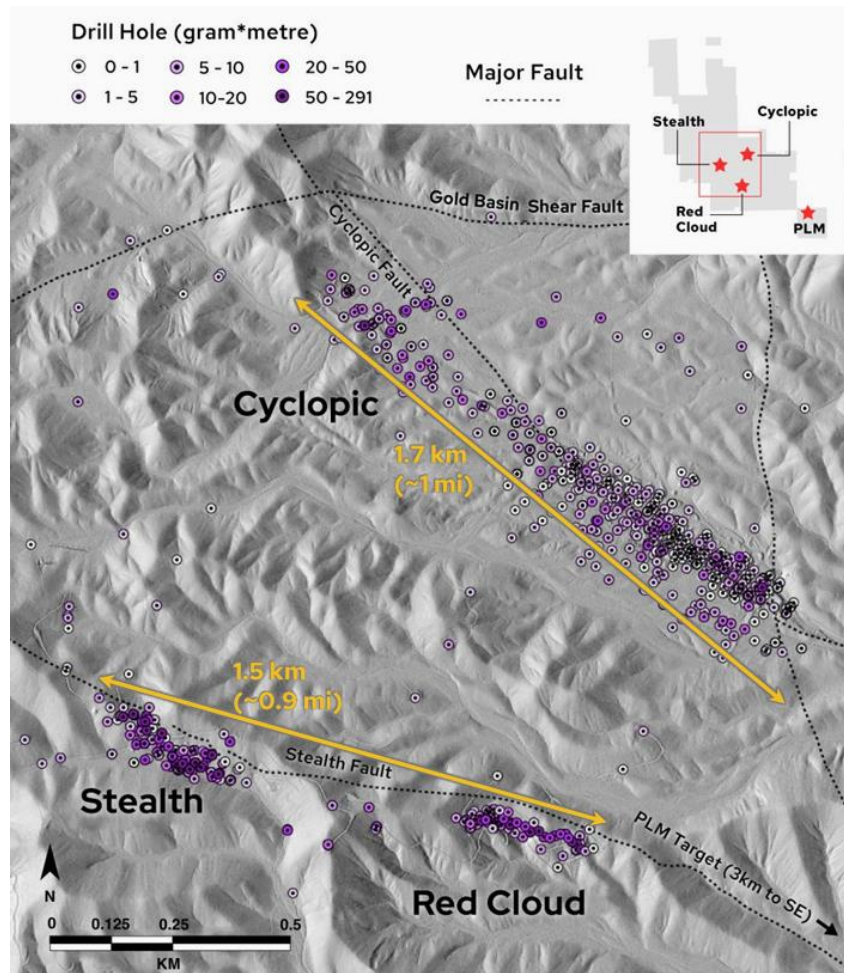 Drill Hole (gram*metre)
0 - 1
5 - 10
20 - 50
1 - 5
10-20
50 - 291
Major Fault
Stealth
Cyclopic
Red
Cloud
PLM
Gold Basin Shear Fault
Cyclopic Fault
Cyclopic
1.7 km
(~1 mi)
1.5 km
(~0.9 mi)
Stealth Fault
Stealth
PLM Target (3km to SE)
Red Cloud
N
0 0.125 0.25 0.5
KM